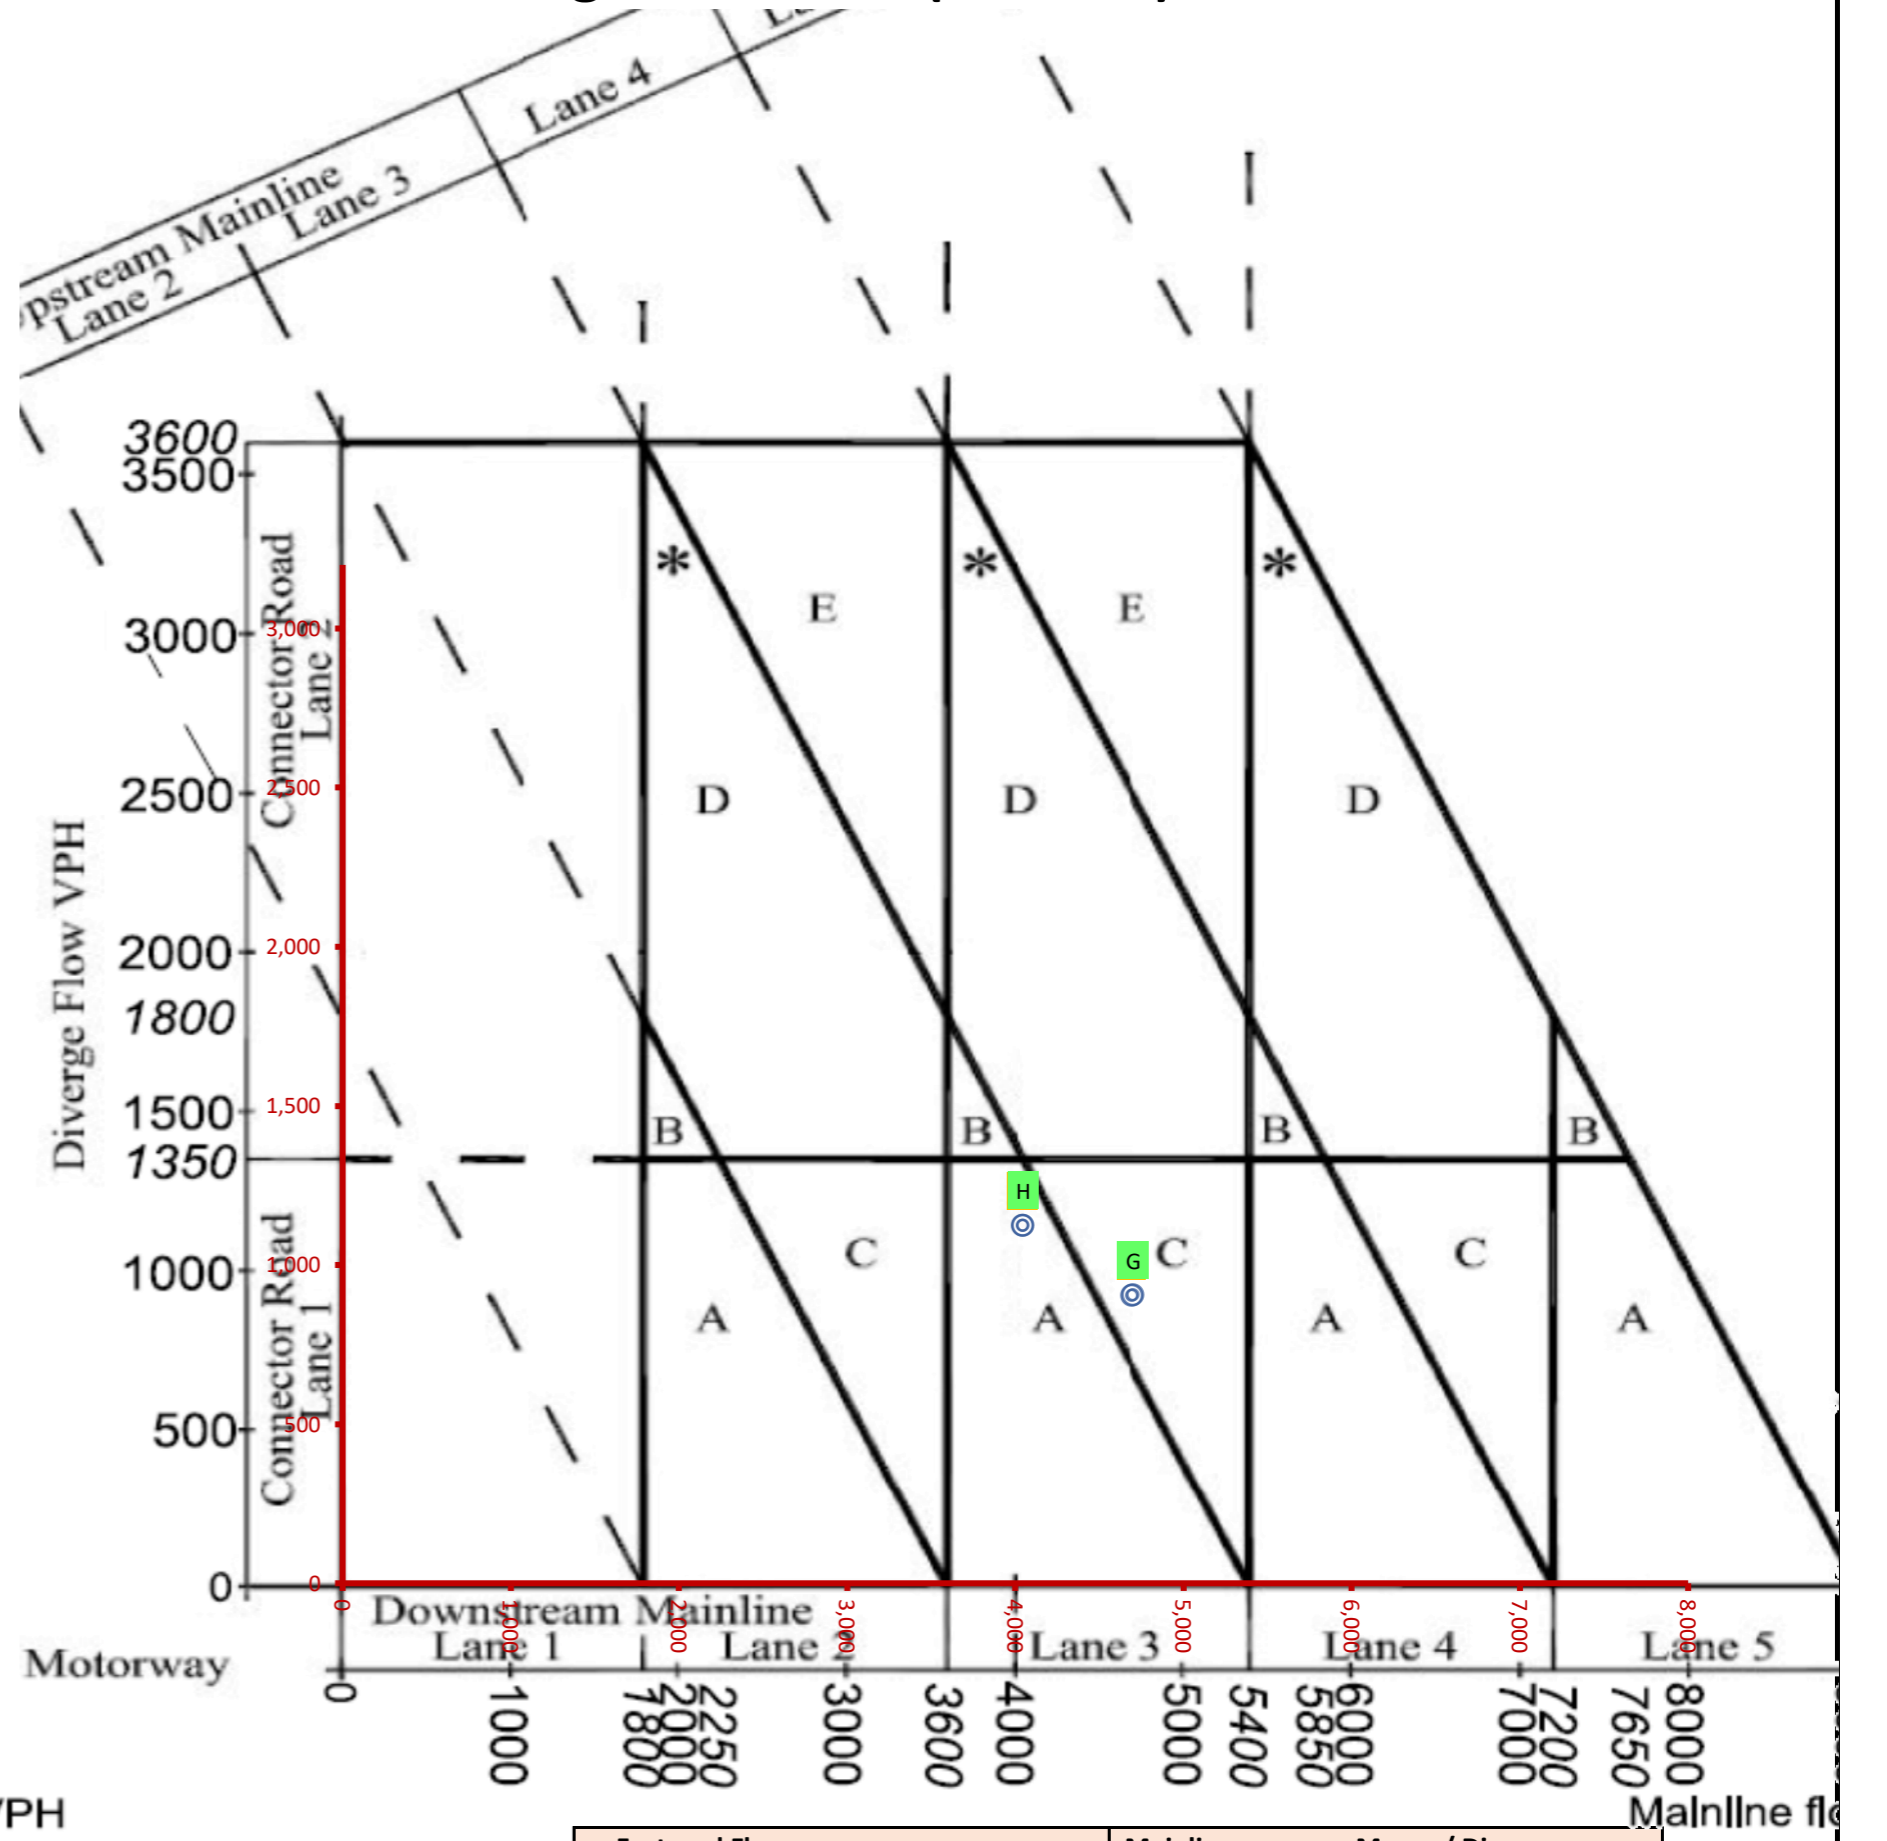 Lane 4
Upstream Mainline
Lane 3
Lane 2
3600
3500
3000
2500
2000
1800
1500
1350
1000
500
0
Diverge Flow VPH
Connector Road
Lane 2
Connector Road
Lane 1
3,000
2,500
2,000
1,500
1,000
500
0
* * *
E E
D D D
B B B B
H
G
C C C
A A A A
0 1,000 2,000 3,000 4,000 5,000 6,000 7,000 8,000
Downstream Mainline
Motorway Lane 1 Lane 2 Lane 3 Lane 4 Lane 5
0 1000 1800 2000 2250 3000 3600 4000 5000 5400 5850 6000 7000 7200 7650 8000
VPH
Mainline